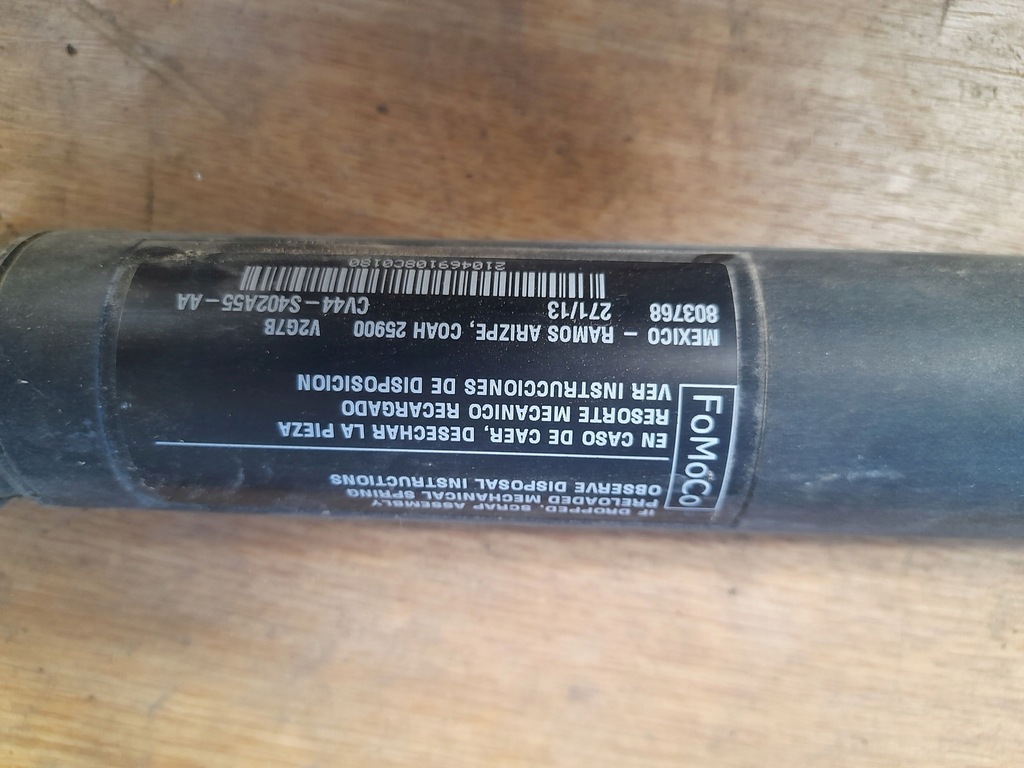 FoMoCo
IF DROPPED, SCRAP ASSEMBLY
PRELOADED MECHANICAL SPRING
OBSERVE DISPOSAL INSTRUCTIONS
EN CASO DE CAER, DESECHAR LA PIEZA
RESORTE MECANICO RECARGADO
VER INSTRUCCIONES DE DISPOSICION
MEXICO - RAMOS ARIZPE, COAH 25900 V2G7B
803768 271/13 CV44-S402A55-AA
210469108C0180